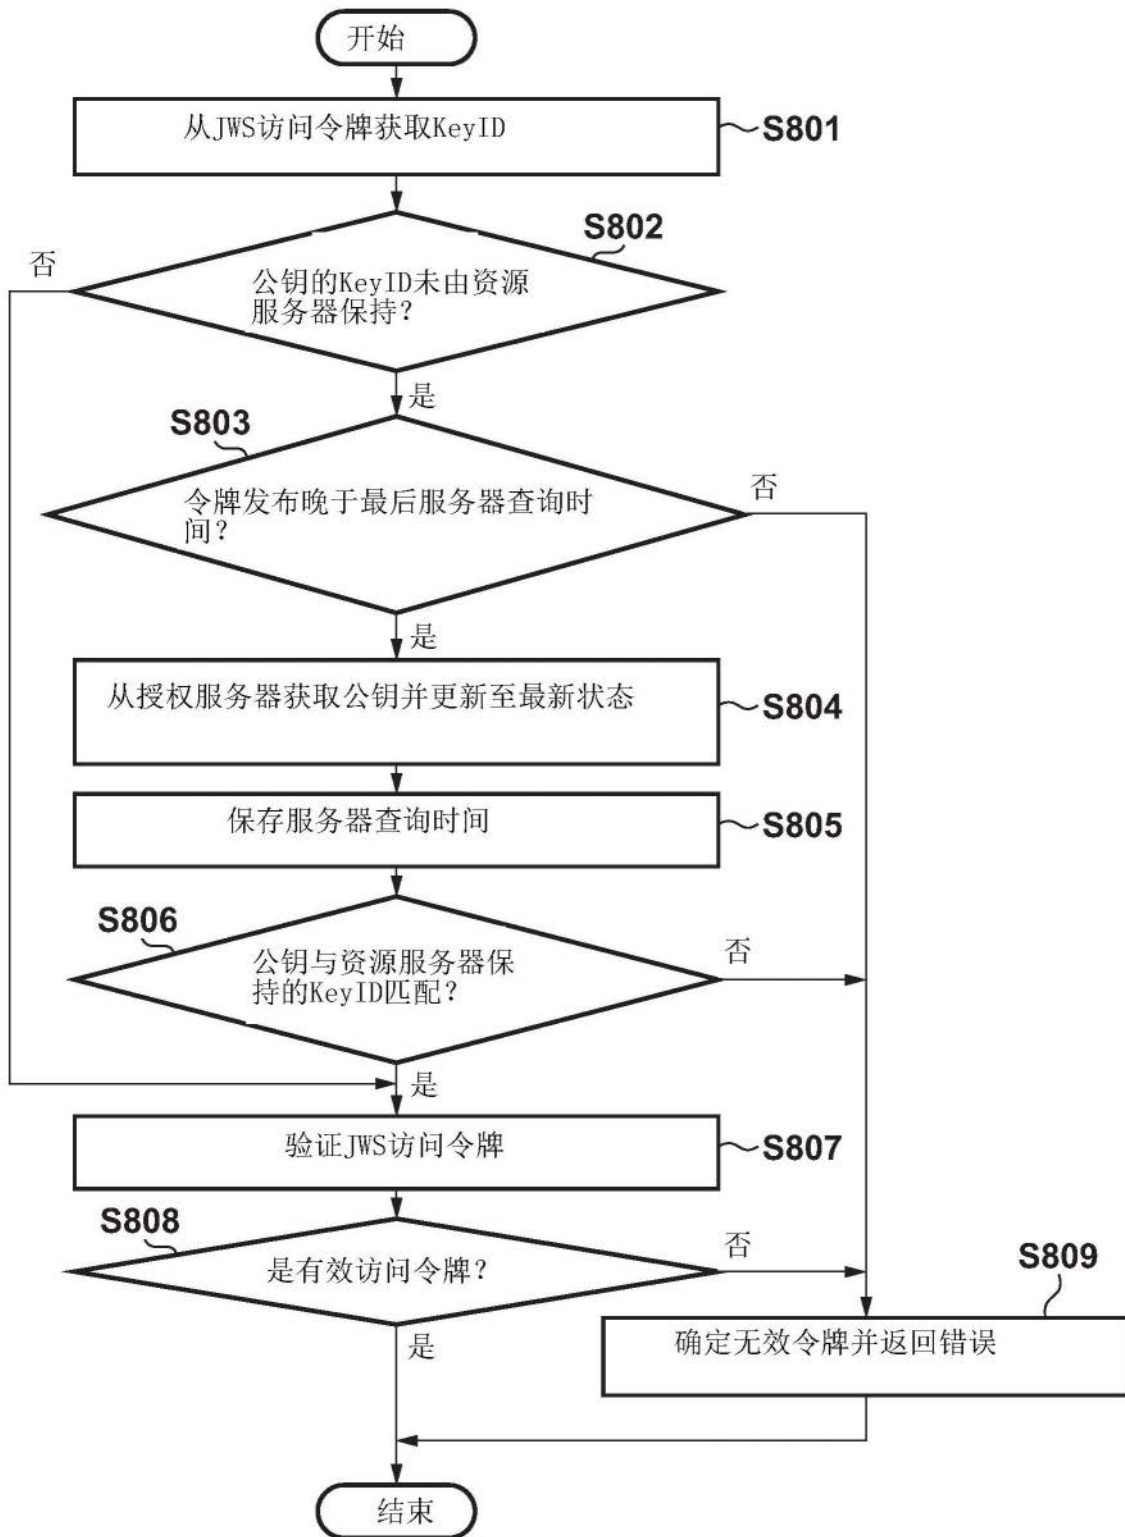 开始
从JWS访问令牌获取KeyID
S801
S802
否
公钥的KeyID未由资源
服务器保持？
是
S803
否
令牌发布晚于最后服务器查询时
间？
是
从授权服务器获取公钥并更新至最新状态
S804
保存服务器查询时间
S805
S806
否
公钥与资源服务器保
持的KeyID匹配？
是
验证JWS访问令牌
S807
S808
否
是有效访问令牌？
S809
是
确定无效令牌并返回错误
结束